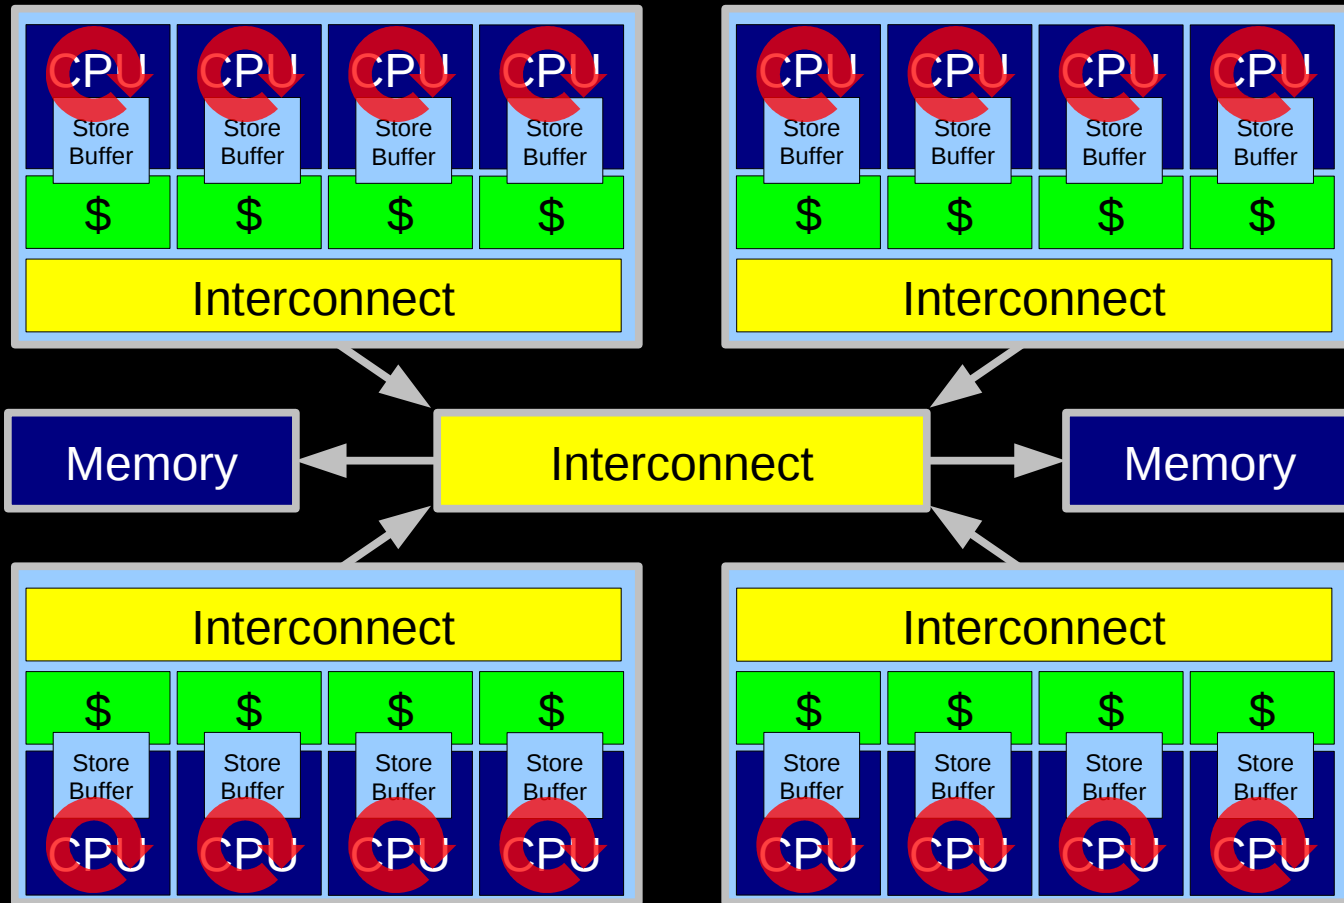 CPU CPU CPU CPU
Store Store Store Store
Buffer Buffer Buffer Buffer
$ $ $ $
Interconnect
CPU CPU CPU CPU
Store Store Store Store
Buffer Buffer Buffer Buffer
$ $ $ $
Interconnect
Memory
Interconnect
Memory
Interconnect
$ $ $ $
Store Store Store Store
Buffer Buffer Buffer Buffer
CPU CPU CPU CPU
Interconnect
$ $ $ $
Store Store Store Store
Buffer Buffer Buffer Buffer
CPU CPU CPU CPU